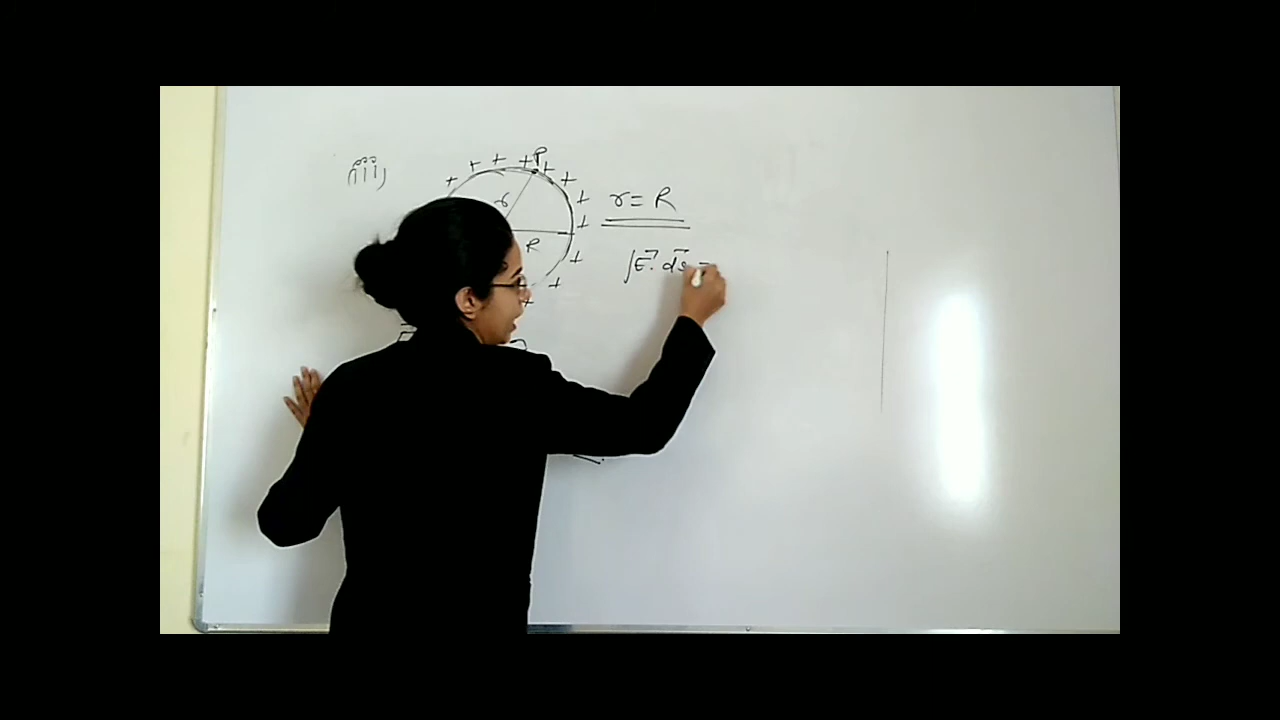 (iii)
+ + + + P + + + + + + +
r
r = R
R
∫E⃗. ds⃗ =